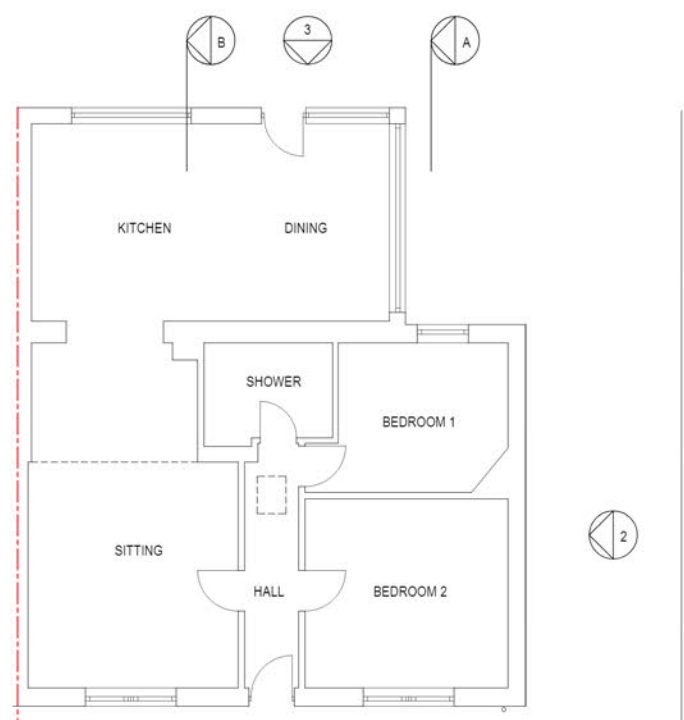 B
3
A
KITCHEN
DINING
SHOWER
BEDROOM 1
2
SITTING
HALL
BEDROOM 2